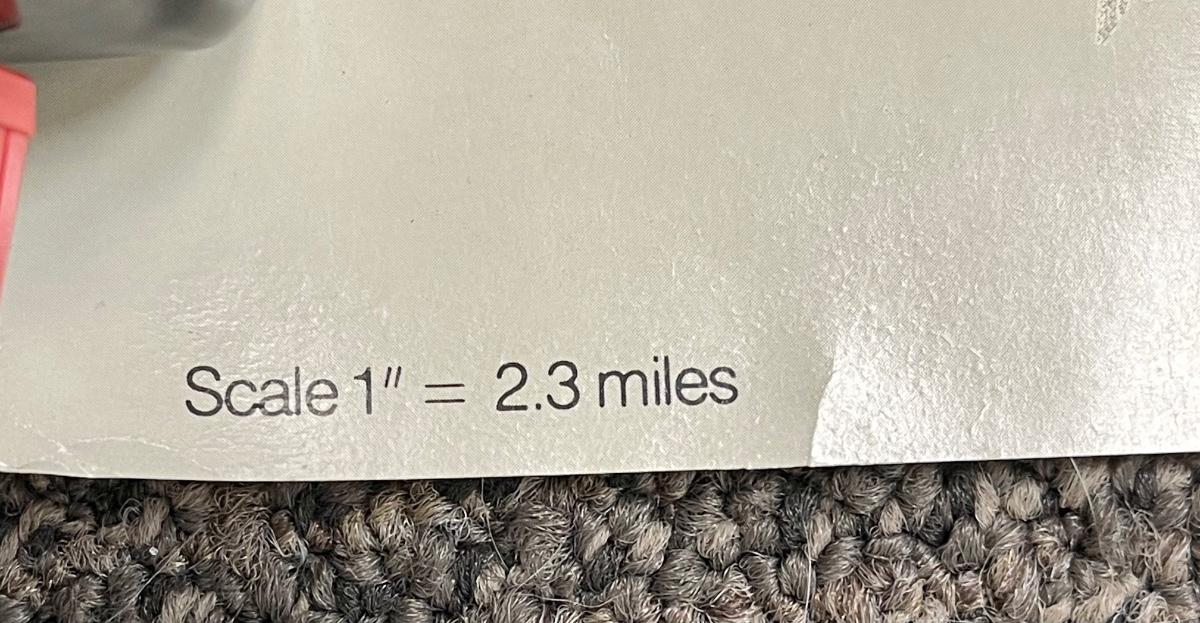 Scale 1" = 2.3 miles